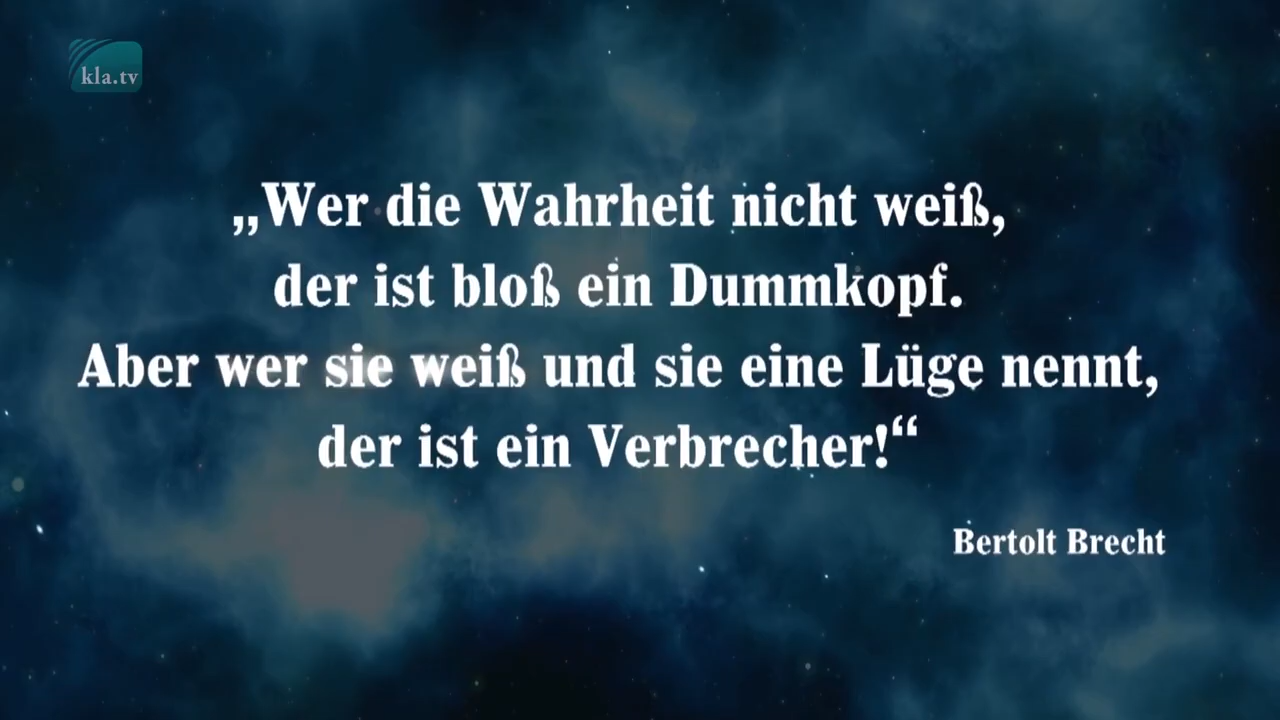 kla.tv
„Wer die Wahrheit nicht weiß,
der ist bloß ein Dummkopf.
Aber wer sie weiß und sie eine Lüge nennt,
der ist ein Verbrecher!“
Bertolt Brecht